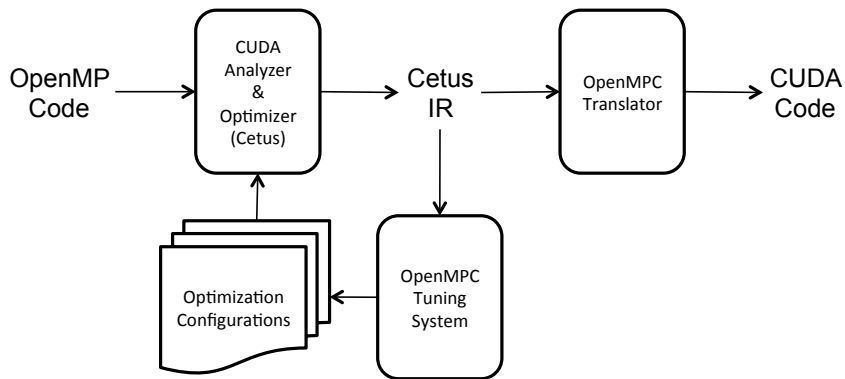 OpenMP
Code
CUDA
Analyzer
&
Optimizer
(Cetus)
Cetus
IR
OpenMPC
Translator
CUDA
Code
Optimization
Configurations
OpenMPC
Tuning
System